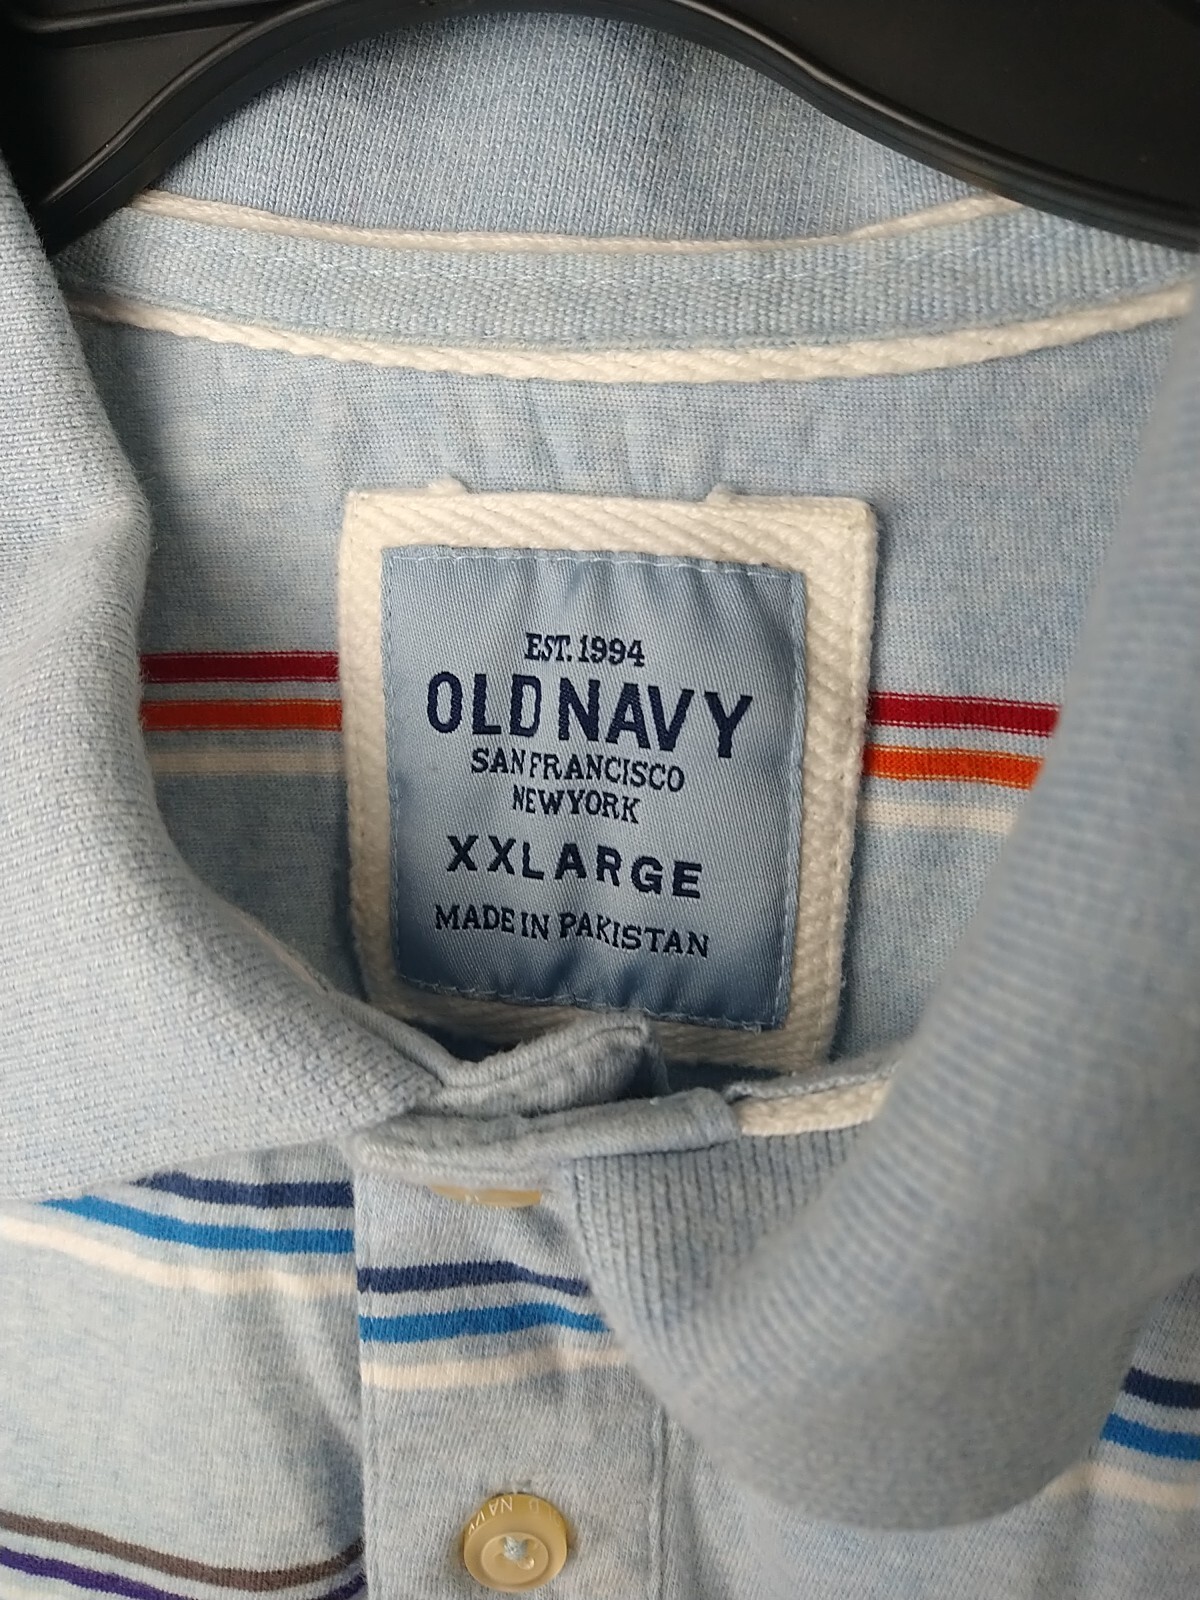 EST. 1994
OLD NAVY
SAN FRANCISCO
NEW YORK
XXLARGE
MADE IN PAKISTAN